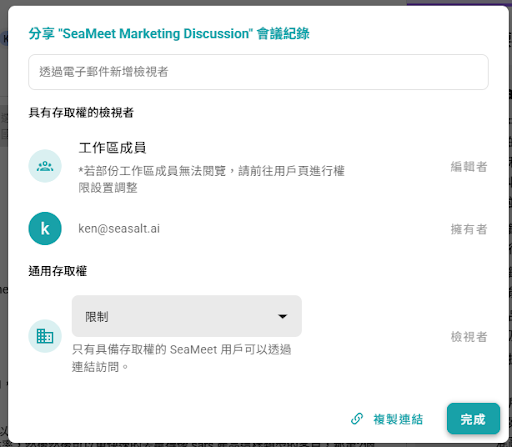 分享 "SeaMeet Marketing Discussion" 會議紀錄
透過電子郵件新增檢視者
具有存取權的檢視者
工作區成員
*若部份工作區成員無法閱覽，請前往用戶頁進行權
限設置調整
編輯者
k
ken@seasalt.ai
擁有者
通用存取權
限制
只有具備存取權的 SeaMeet 用戶可以透過
連結訪問。
檢視者
複製連結
完成